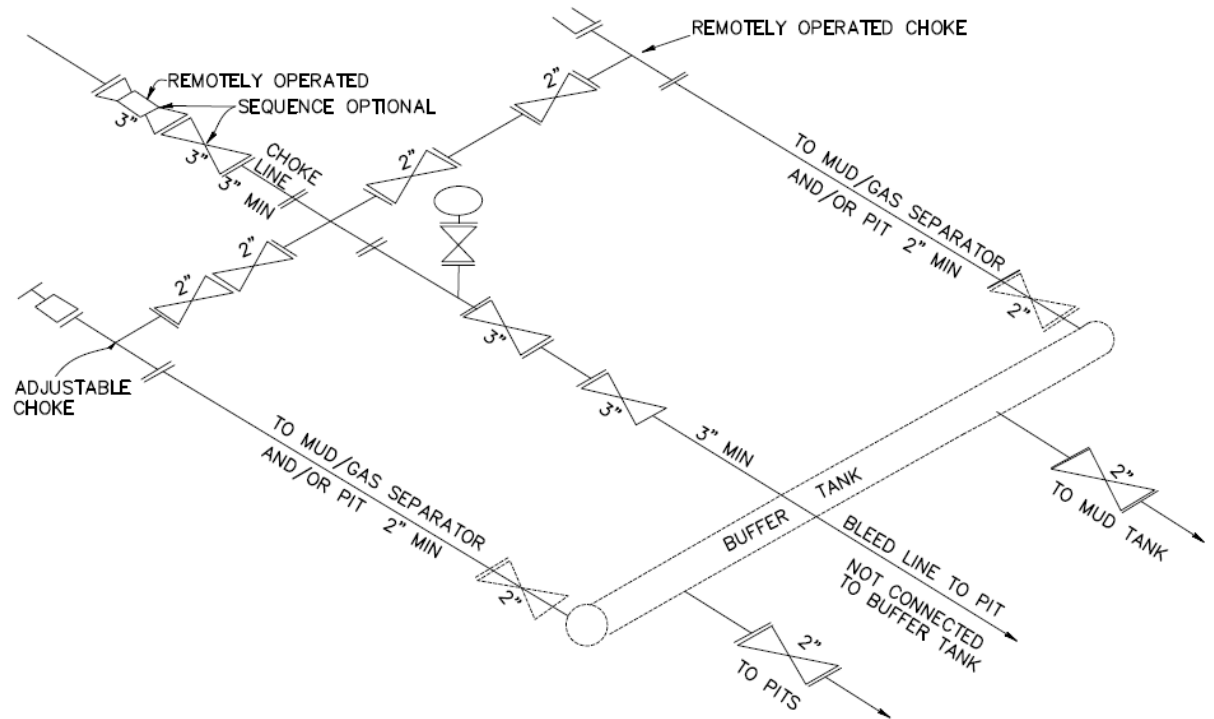 REMOTELY OPERATED CHOKE
REMOTELY OPERATED
SEQUENCE OPTIONAL
3"
3"
CHOKE
LINE
3" MIN
2"
2"
2"
2"
ADJUSTABLE
CHOKE
TO MUD/GAS SEPARATOR
AND/OR PIT 2" MIN
2"
3"
3"
3" MIN
TO MUD/GAS SEPARATOR
AND/OR PIT 2" MIN
2"
BUFFER TANK
2"
TO MUD TANK
BLEED LINE TO PIT
NOT CONNECTED
TO BUFFER TANK
2"
TO PITS